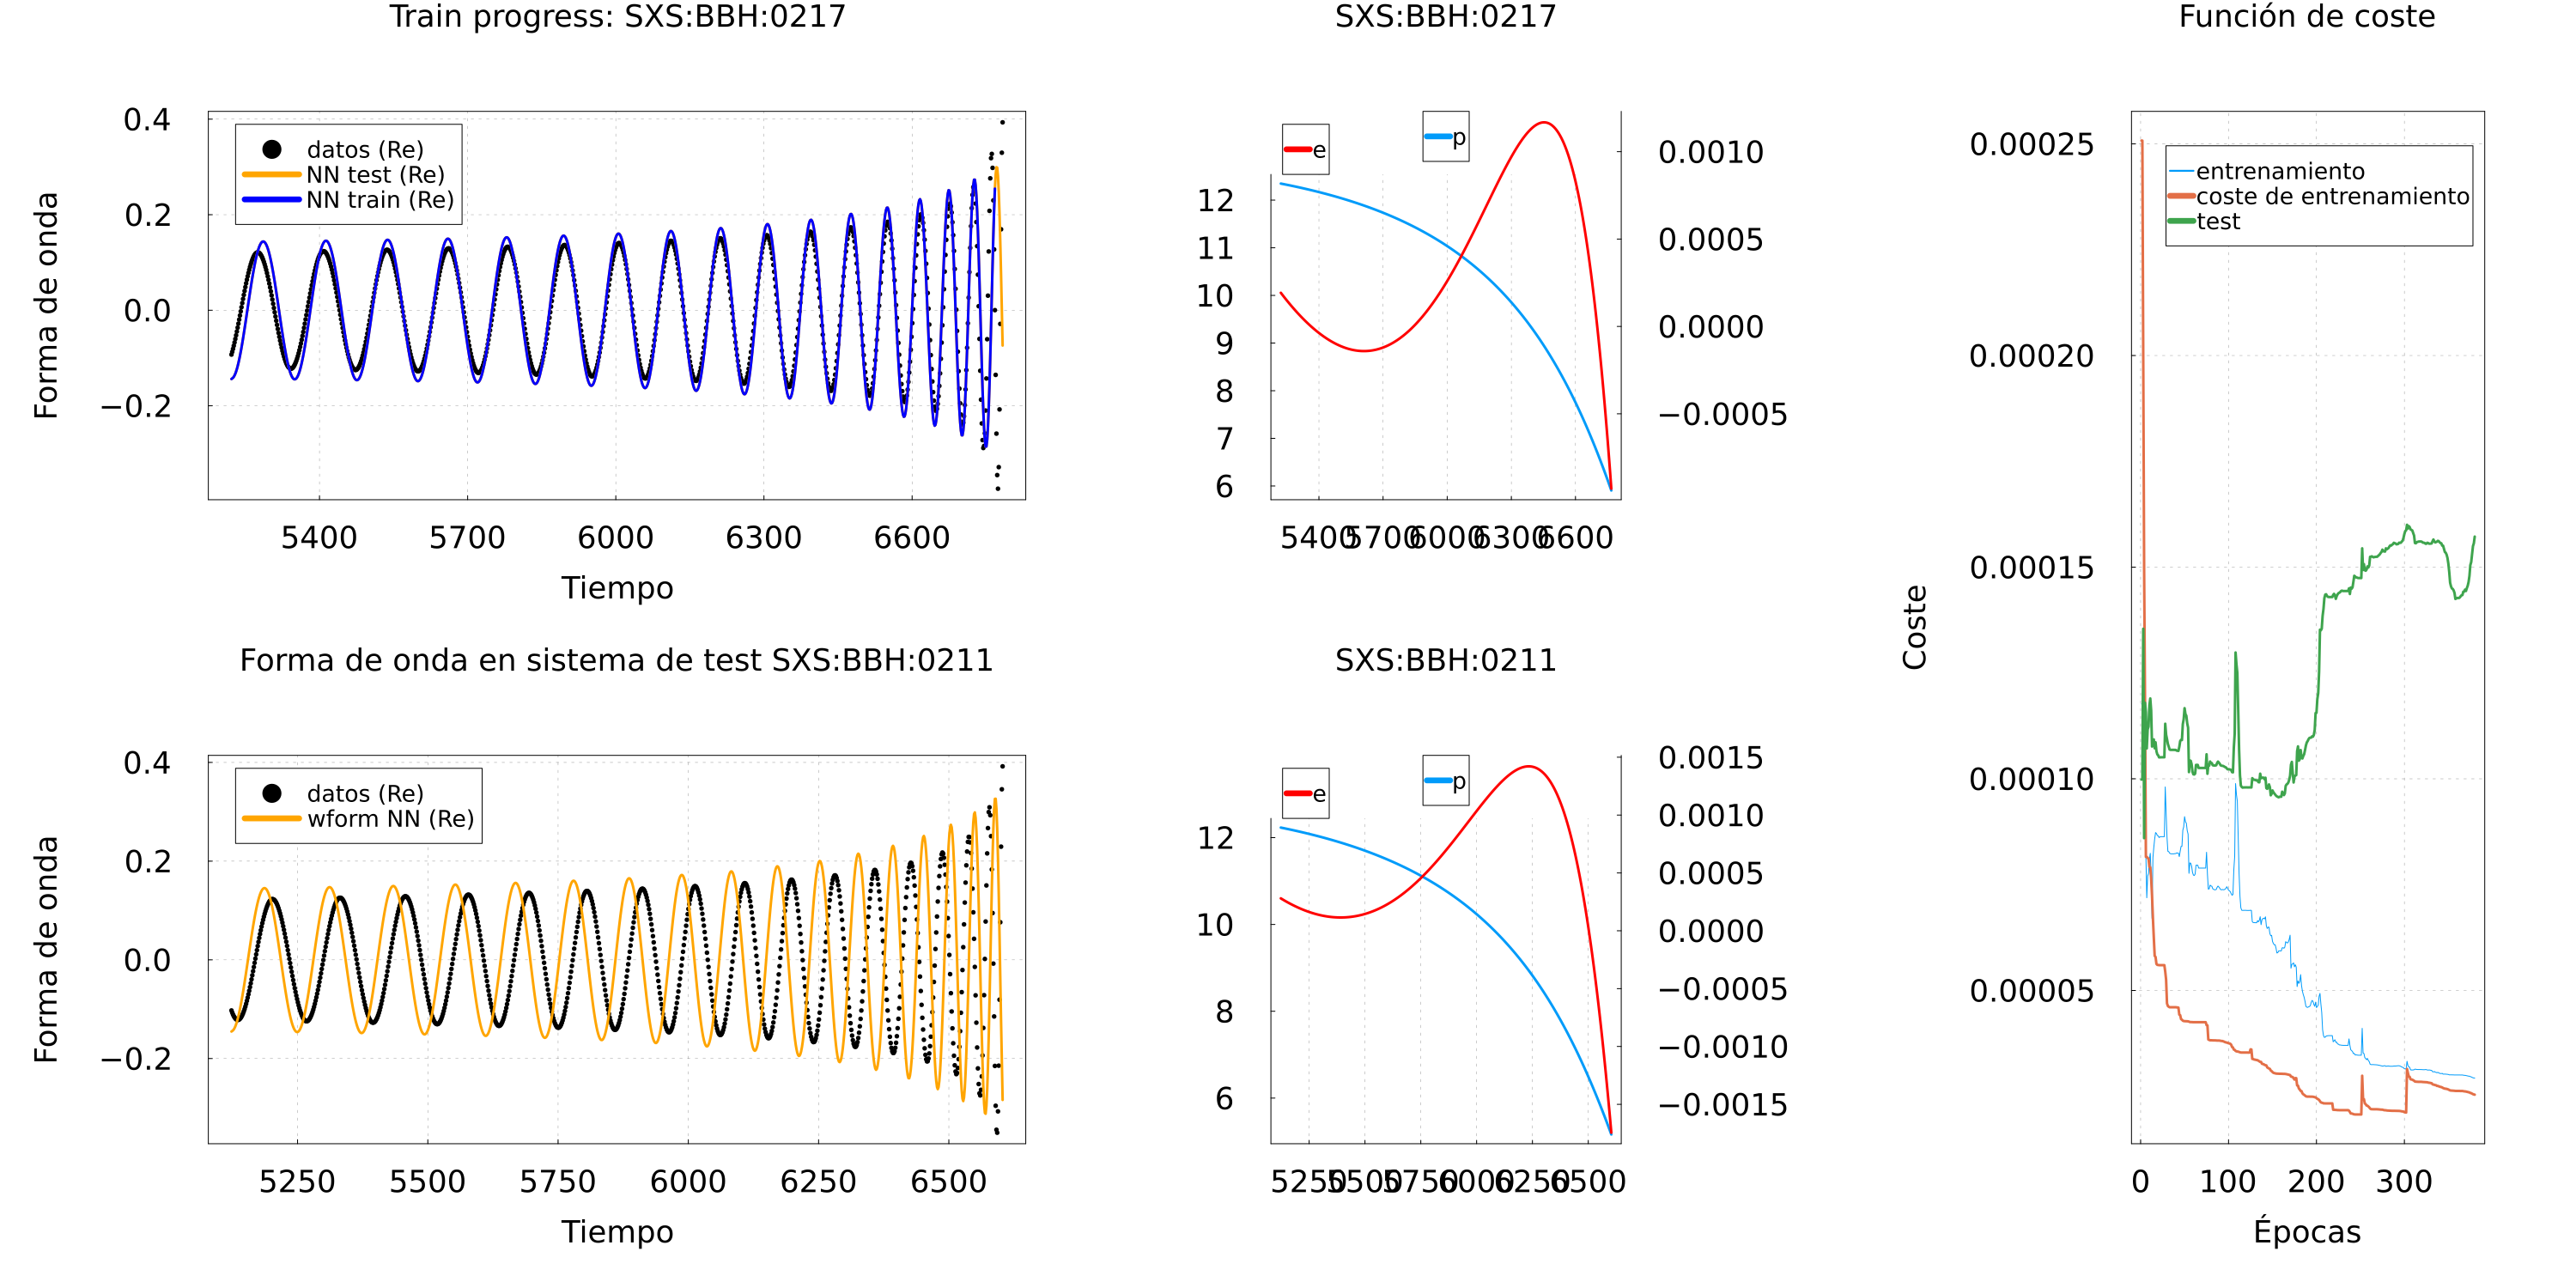 Train progress: SXS:BBH:0217
SXS:BBH:0217
Función de coste
Forma de onda
0.4
0.2
0.0
−0.2
datos (Re)
NN test (Re)
NN train (Re)
5400 5700 6000 6300 6600
Tiempo
e
p
12
11
10
9
8
7
6
0.0010
0.0005
0.0000
−0.0005
5400 5700 6000 6300 6600
Forma de onda en sistema de test SXS:BBH:0211
Forma de onda
0.4
0.2
0.0
−0.2
datos (Re)
wform NN (Re)
5250 5500 5750 6000 6250 6500
Tiempo
SXS:BBH:0211
e
p
12
10
8
6
0.0015
0.0010
0.0005
0.0000
−0.0005
−0.0010
−0.0015
5250 5500 5750 6000 6250 6500
Coste
0.00025
0.00020
0.00015
0.00010
0.00005
entrenamiento
coste de entrenamiento
test
0 100 200 300
Épocas